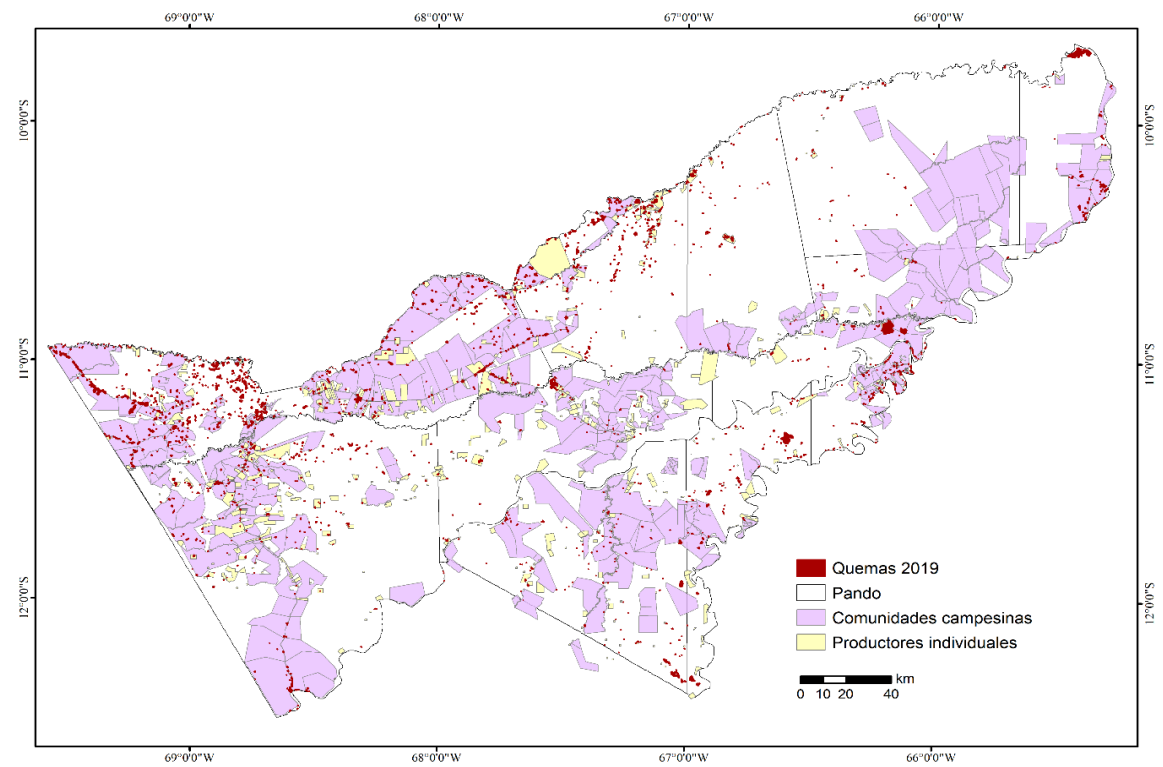 69°0'0"W 68°0'0"W 67°0'0"W 66°0'0"W
10°0'0"S
10°0'0"S
11°0'0"S
11°0'0"S
12°0'0"S
12°0'0"S
Quemas 2019
Pando
Comunidades campesinas
Productores individuales
km
0 10 20 40
69°0'0"W 68°0'0"W 67°0'0"W 66°0'0"W